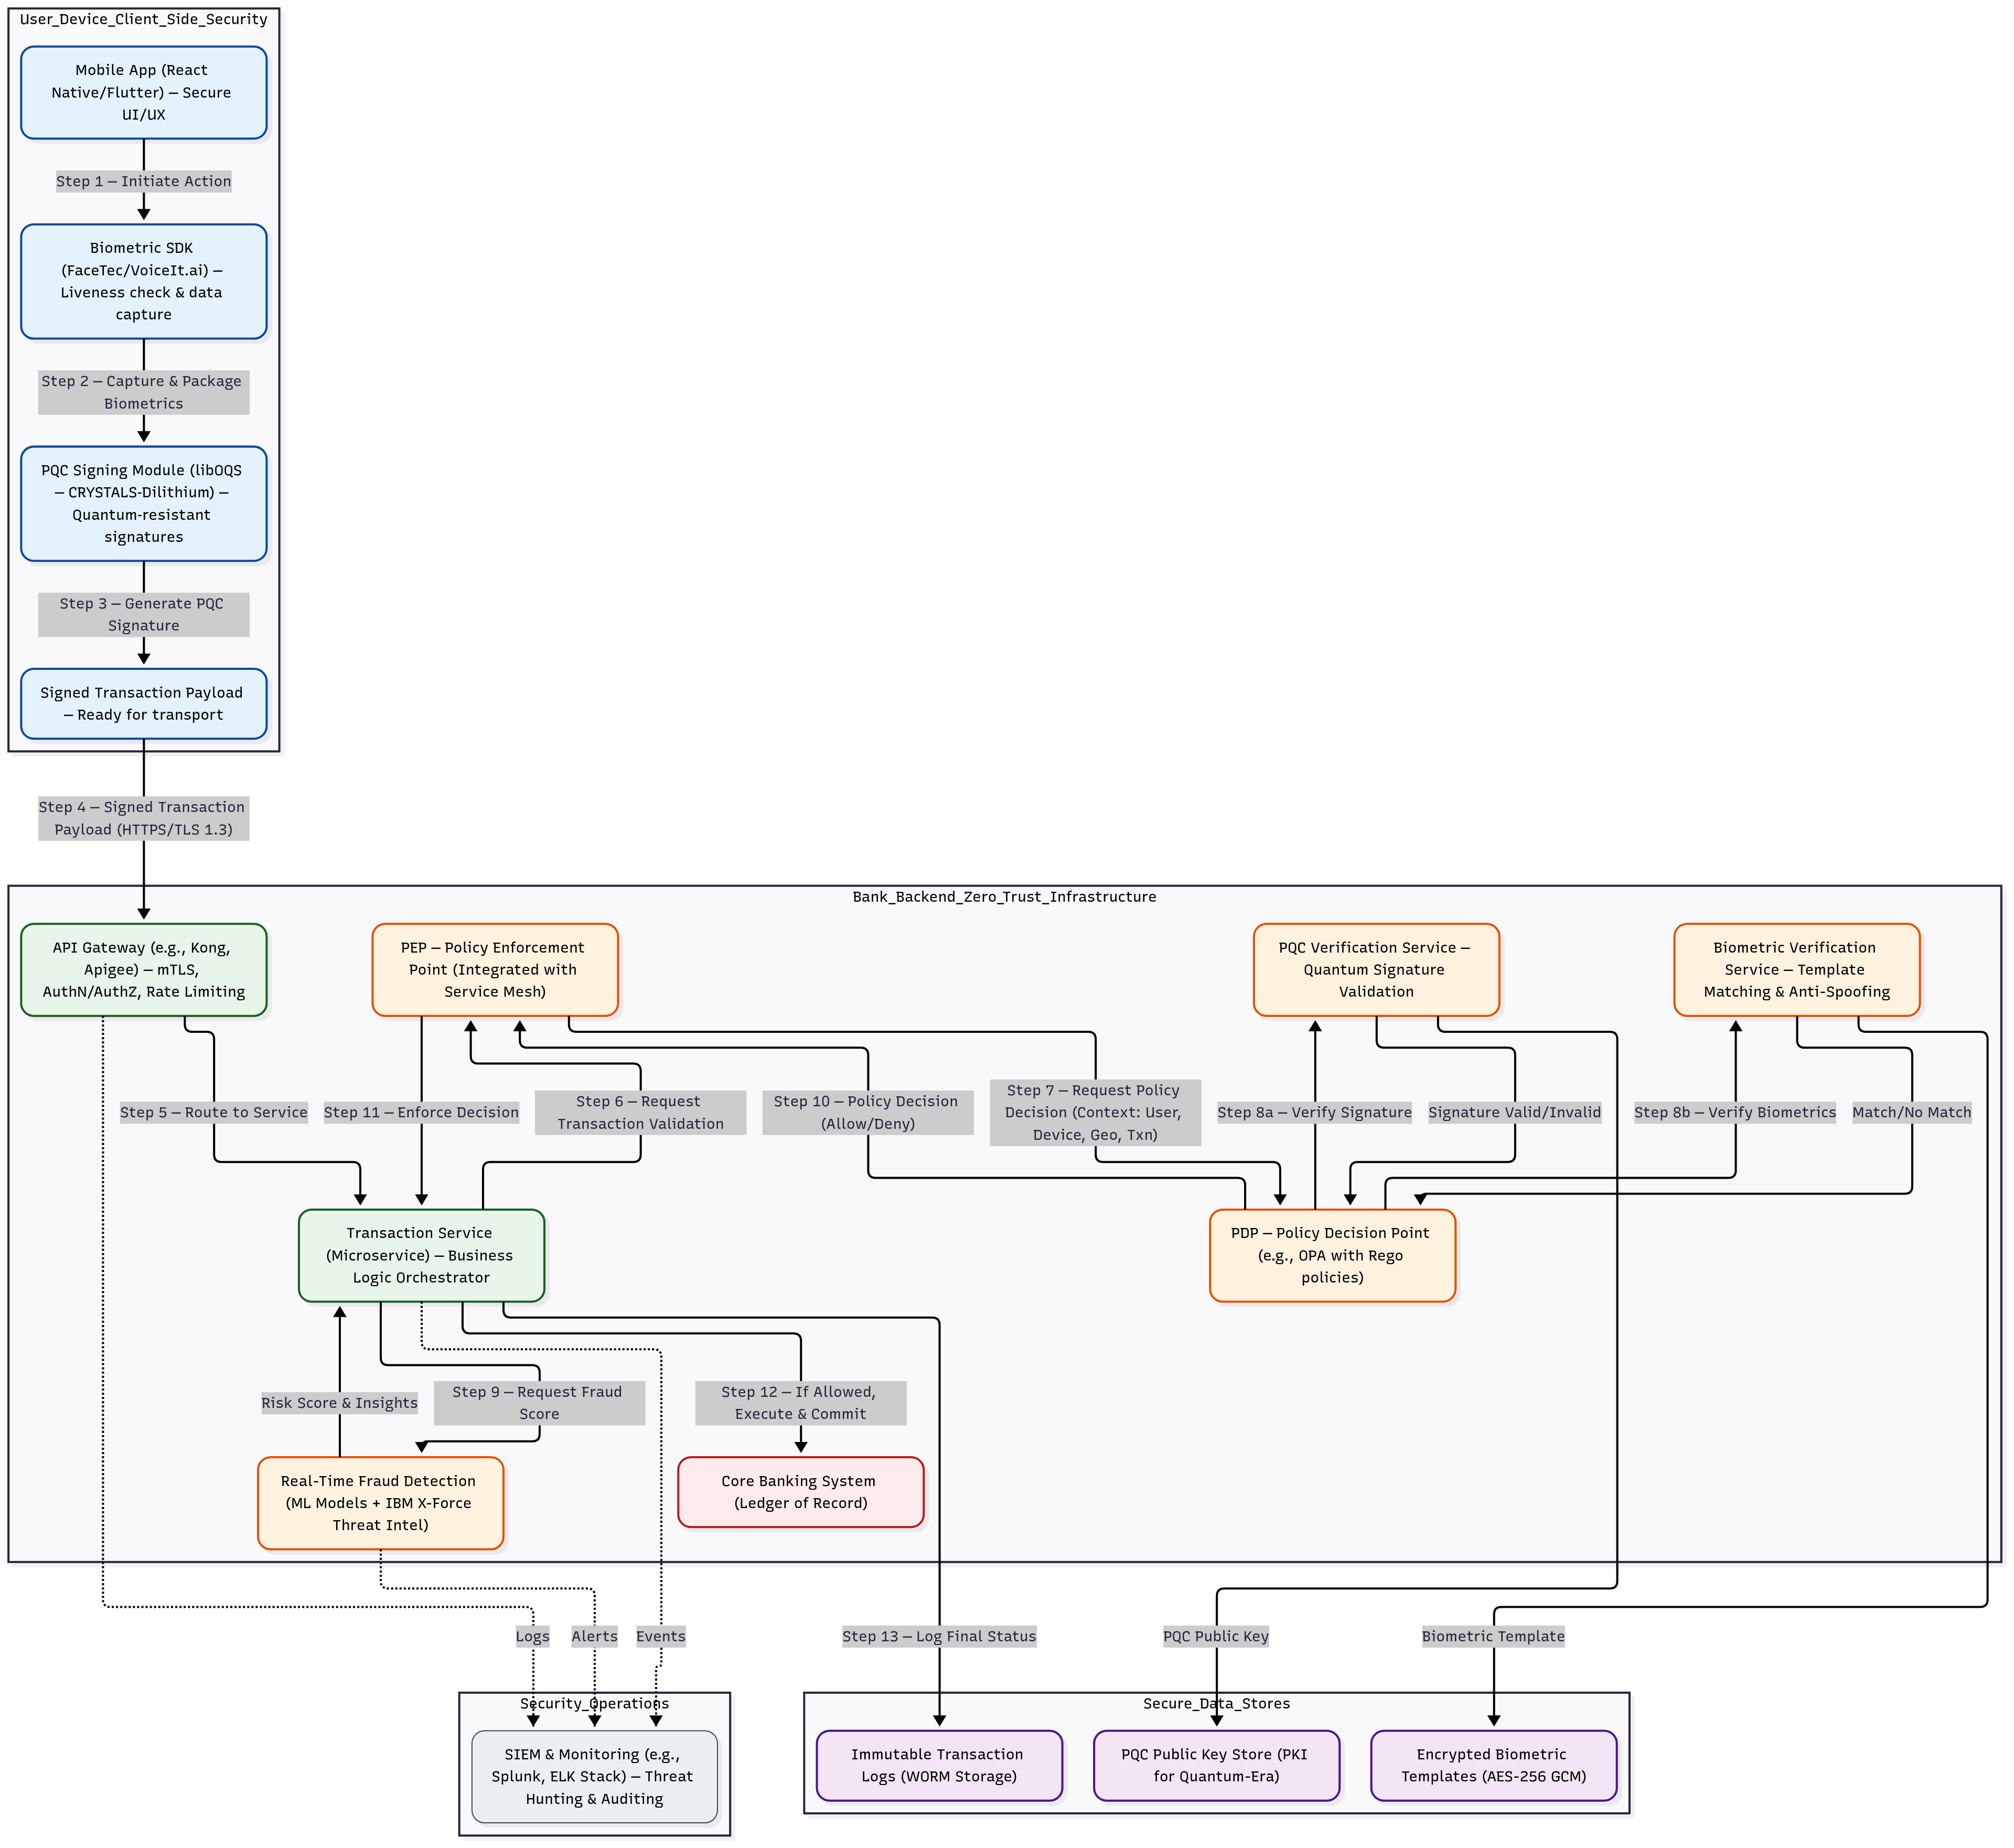 User_Device_Client_Side_Security
Mobile App (React
Native/Flutter) — Secure
UI/UX
Step 1 — Initiate Action
Biometric SDK
(FaceTec/VoiceIt.ai) —
Liveness check & data
capture
Step 2 — Capture & Package
Biometrics
PQC Signing Module (libOQS
— CRYSTALS-Dilithium) —
Quantum-resistant
signatures
Step 3 — Generate PQC
Signature
Signed Transaction Payload
— Ready for transport
Step 4 — Signed Transaction
Payload (HTTPS/TLS 1.3)
Bank_Backend_Zero_Trust_Infrastructure
API Gateway (e.g., Kong,
Apigee) — mTLS,
AuthN/AuthZ, Rate Limiting
PEP — Policy Enforcement
Point (Integrated with
Service Mesh)
PQC Verification Service —
Quantum Signature
Validation
Biometric Verification
Service — Template
Matching & Anti-Spoofing
Step 5 — Route to Service
Step 11 — Enforce Decision
Step 6 — Request
Transaction Validation
Step 10 — Policy Decision
(Allow/Deny)
Step 7 — Request Policy
Decision (Context: User,
Device, Geo, Txn)
Step 8a — Verify Signature
Signature Valid/Invalid
Step 8b — Verify Biometrics
Match/No Match
Transaction Service
(Microservice) — Business
Logic Orchestrator
PDP — Policy Decision Point
(e.g., OPA with Rego
policies)
Risk Score & Insights
Step 9 — Request Fraud
Score
Step 12 — If Allowed,
Execute & Commit
Real-Time Fraud Detection
(ML Models + IBM X-Force
Threat Intel)
Core Banking System
(Ledger of Record)
Logs
Alerts
Events
Step 13 — Log Final Status
PQC Public Key
Biometric Template
Security_Operations
Secure_Data_Stores
SIEM & Monitoring (e.g.,
Splunk, ELK Stack) — Threat
Hunting & Auditing
Immutable Transaction
Logs (WORM Storage)
PQC Public Key Store (PKI
for Quantum-Era)
Encrypted Biometric
Templates (AES-256 GCM)